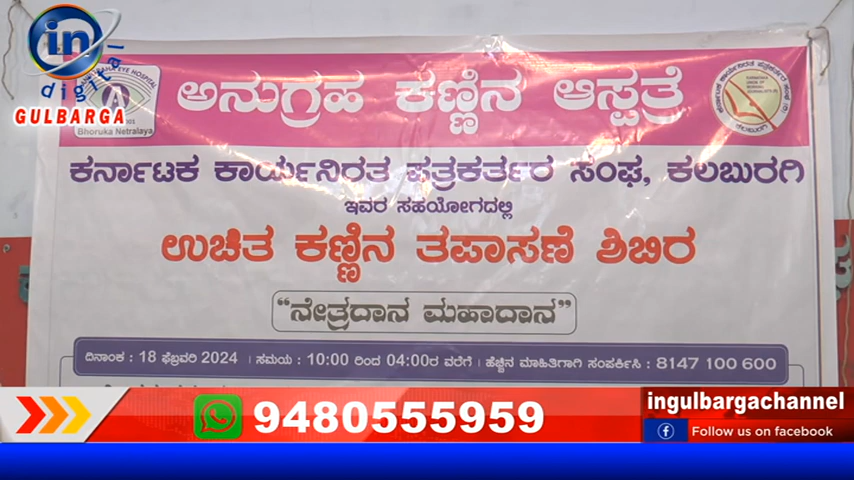 in
digital
GULBARGA
EYE HOSPITAL
Bhoruka Netralaya
ಅನುಗ್ರಹ ಕಣ್ಣಿನ ಆಸ್ಪತ್ರೆ
ಕರ್ನಾಟಕ ಕಾರ್ಯನಿರತ ಪತ್ರಕರ್ತರ ಸಂಘ, ಕಲಬುರಗಿ
ಇವರ ಸಹಯೋಗದಲ್ಲಿ
ಉಚಿತ ಕಣ್ಣಿನ ತಪಾಸಣೆ ಶಿಬಿರ
“ನೇತ್ರದಾನ ಮಹಾದಾನ”
ದಿನಾಂಕ : 18 ಫೆಬ್ರವರಿ 2024 | ಸಮಯ : 10:00 ರಿಂದ 04:00ರ ವರೆಗೆ | ಹೆಚ್ಚಿನ ಮಾಹಿತಿಗಾಗಿ ಸಂಪರ್ಕಿಸಿ : 8147 100 600
9480555959
ingulbargachannel
f Follow us on facebook